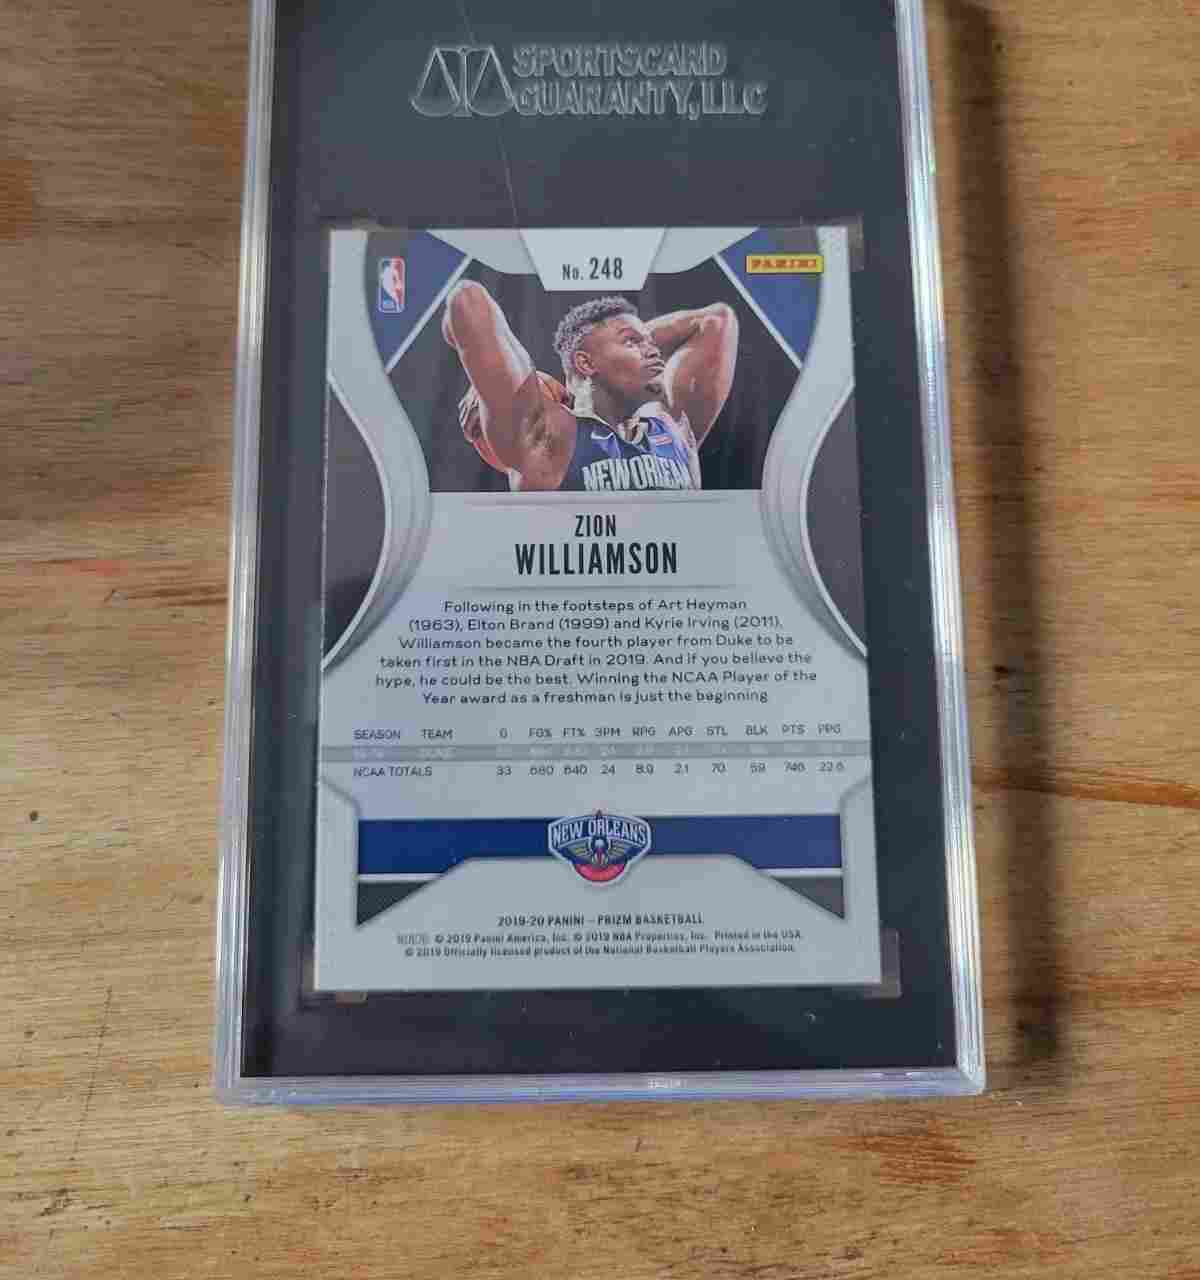 SPORTSCARD
GUARANTY, LLC
No. 248
PANINI
NEW ORLEAN
ZION
WILLIAMSON
Following in the footsteps of Art Heyman
(1963), Elton Brand (1999) and Kyrie Irving (2011),
Williamson became the fourth player from Duke to be
taken first in the NBA Draft in 2019. And if you believe the
hype, he could be the best. Winning the NCAA Player of the
Year award as a freshman is just the beginning.
SEASON TEAM G FG% FT% 3PM RPG APG STL BLK PTS PPG
DUKE
NCAA TOTALS 33 .680 .640 24 8.9 2.1 70 59 746 22.6
NEW ORLEANS
2019-20 PANINI – PRIZM BASKETBALL
© 2019 Panini America, Inc. © 2019 NBA Properties, Inc. Printed in the USA.
© 2019 Officially licensed product of the National Basketball Players Association.